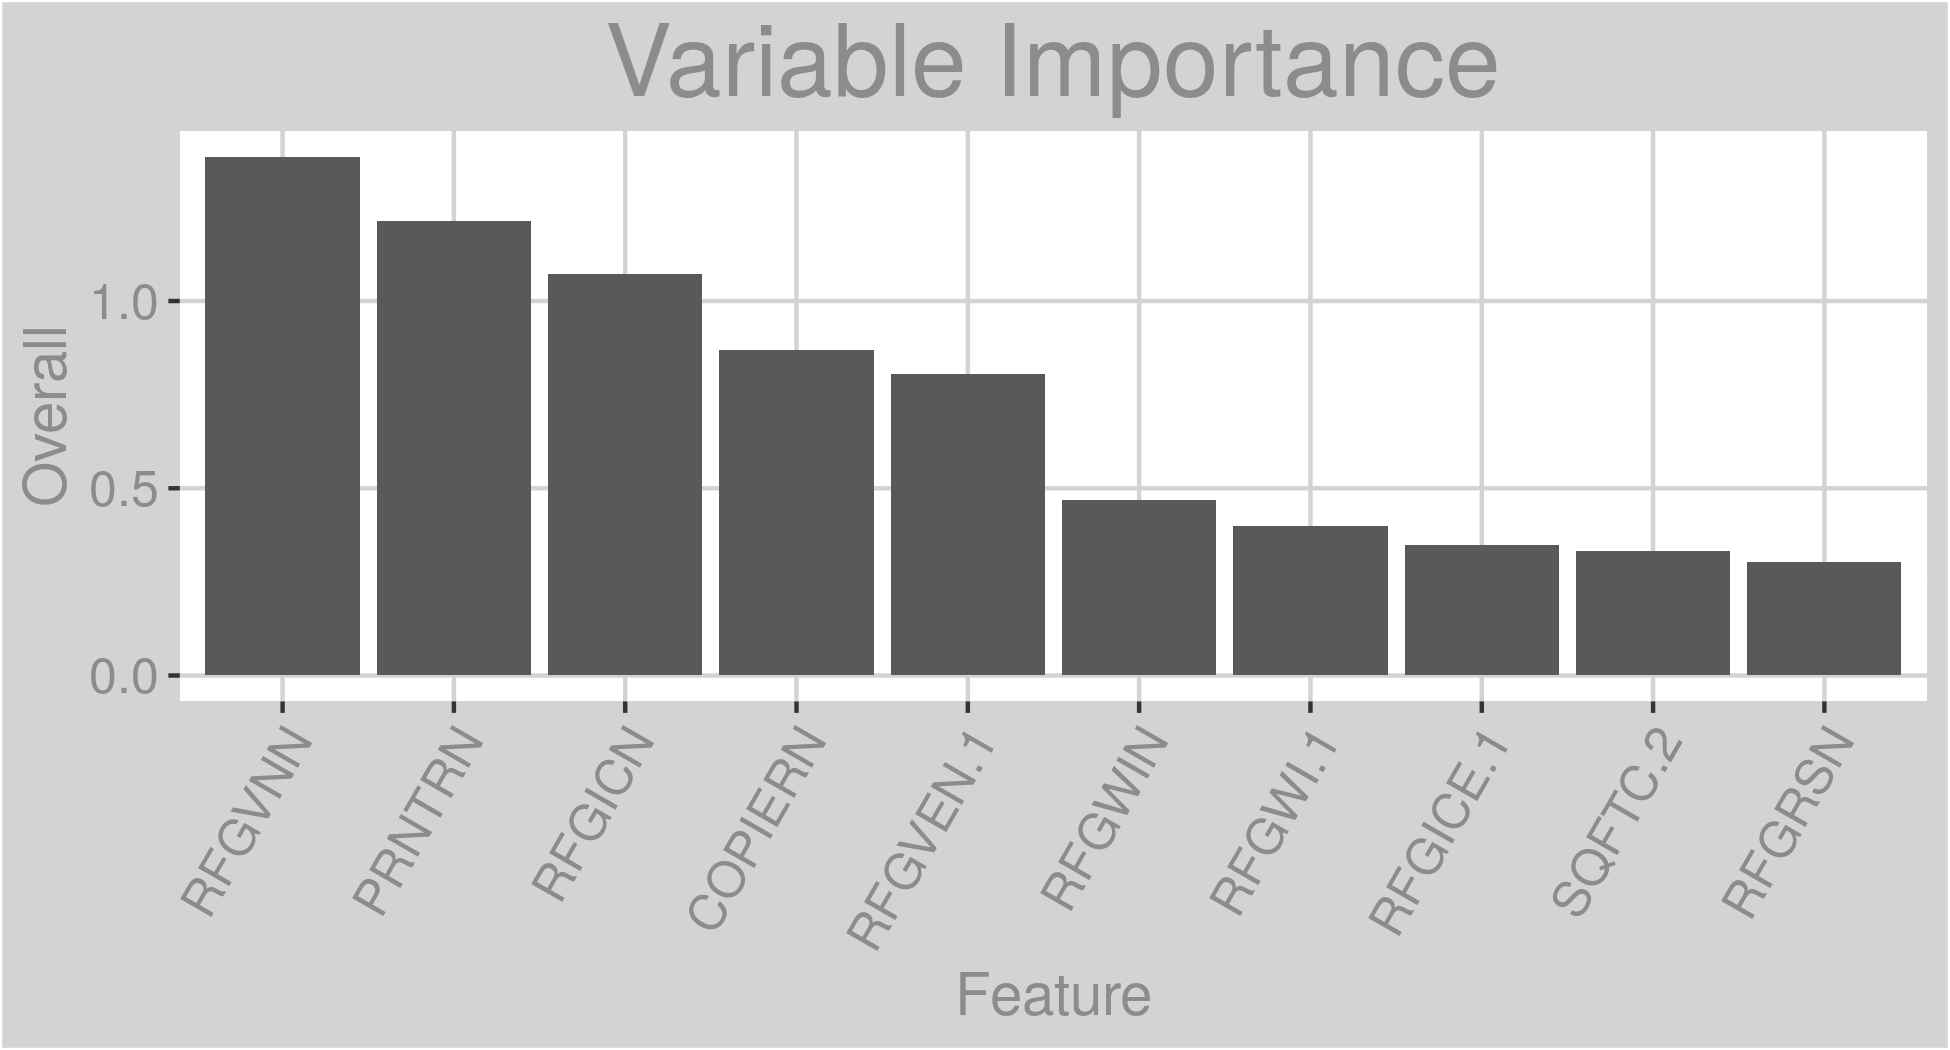 Variable Importance
Overall
1.0
0.5
0.0
RFGVNN
PRNTRN
RFGICN
COPIERN
RFGVEN.1
RFGWIN
RFGWI.1
RFGICE.1
SQFTC.2
RFGRSN
Feature